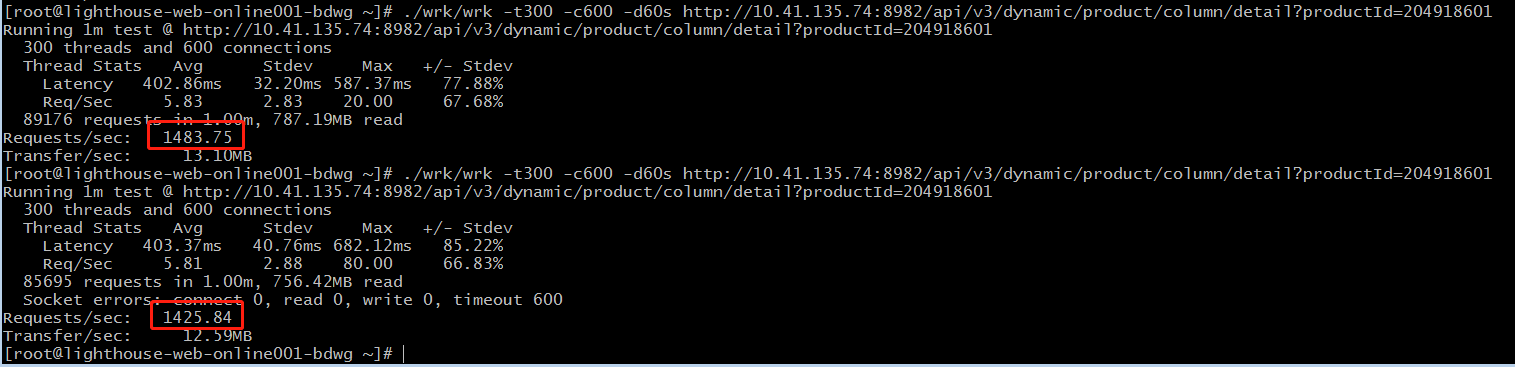 [root@lighthouse-web-online001-bdwg ~]# ./wrk/wrk -t300 -c600 -d60s http://10.41.135.74:8982/api/v3/dynamic/product/column/detail?productId=204918601
Running 1m test @ http://10.41.135.74:8982/api/v3/dynamic/product/column/detail?productId=204918601
  300 threads and 600 connections
  Thread Stats   Avg      Stdev     Max   +/- Stdev
    Latency   402.86ms   32.20ms 587.37ms   77.88%
    Req/Sec     5.83      2.83    20.00     67.68%
  89176 requests in 1.00m, 787.19MB read
Requests/sec:   1483.75
Transfer/sec:     13.10MB
[root@lighthouse-web-online001-bdwg ~]# ./wrk/wrk -t300 -c600 -d60s http://10.41.135.74:8982/api/v3/dynamic/product/column/detail?productId=204918601
Running 1m test @ http://10.41.135.74:8982/api/v3/dynamic/product/column/detail?productId=204918601
  300 threads and 600 connections
  Thread Stats   Avg      Stdev     Max   +/- Stdev
    Latency   403.37ms   40.76ms 682.12ms   85.22%
    Req/Sec     5.81      2.88    80.00     66.83%
  85695 requests in 1.00m, 756.42MB read
  Socket errors: connect 0, read 0, write 0, timeout 600
Requests/sec:   1425.84
Transfer/sec:     12.59MB
[root@lighthouse-web-online001-bdwg ~]#